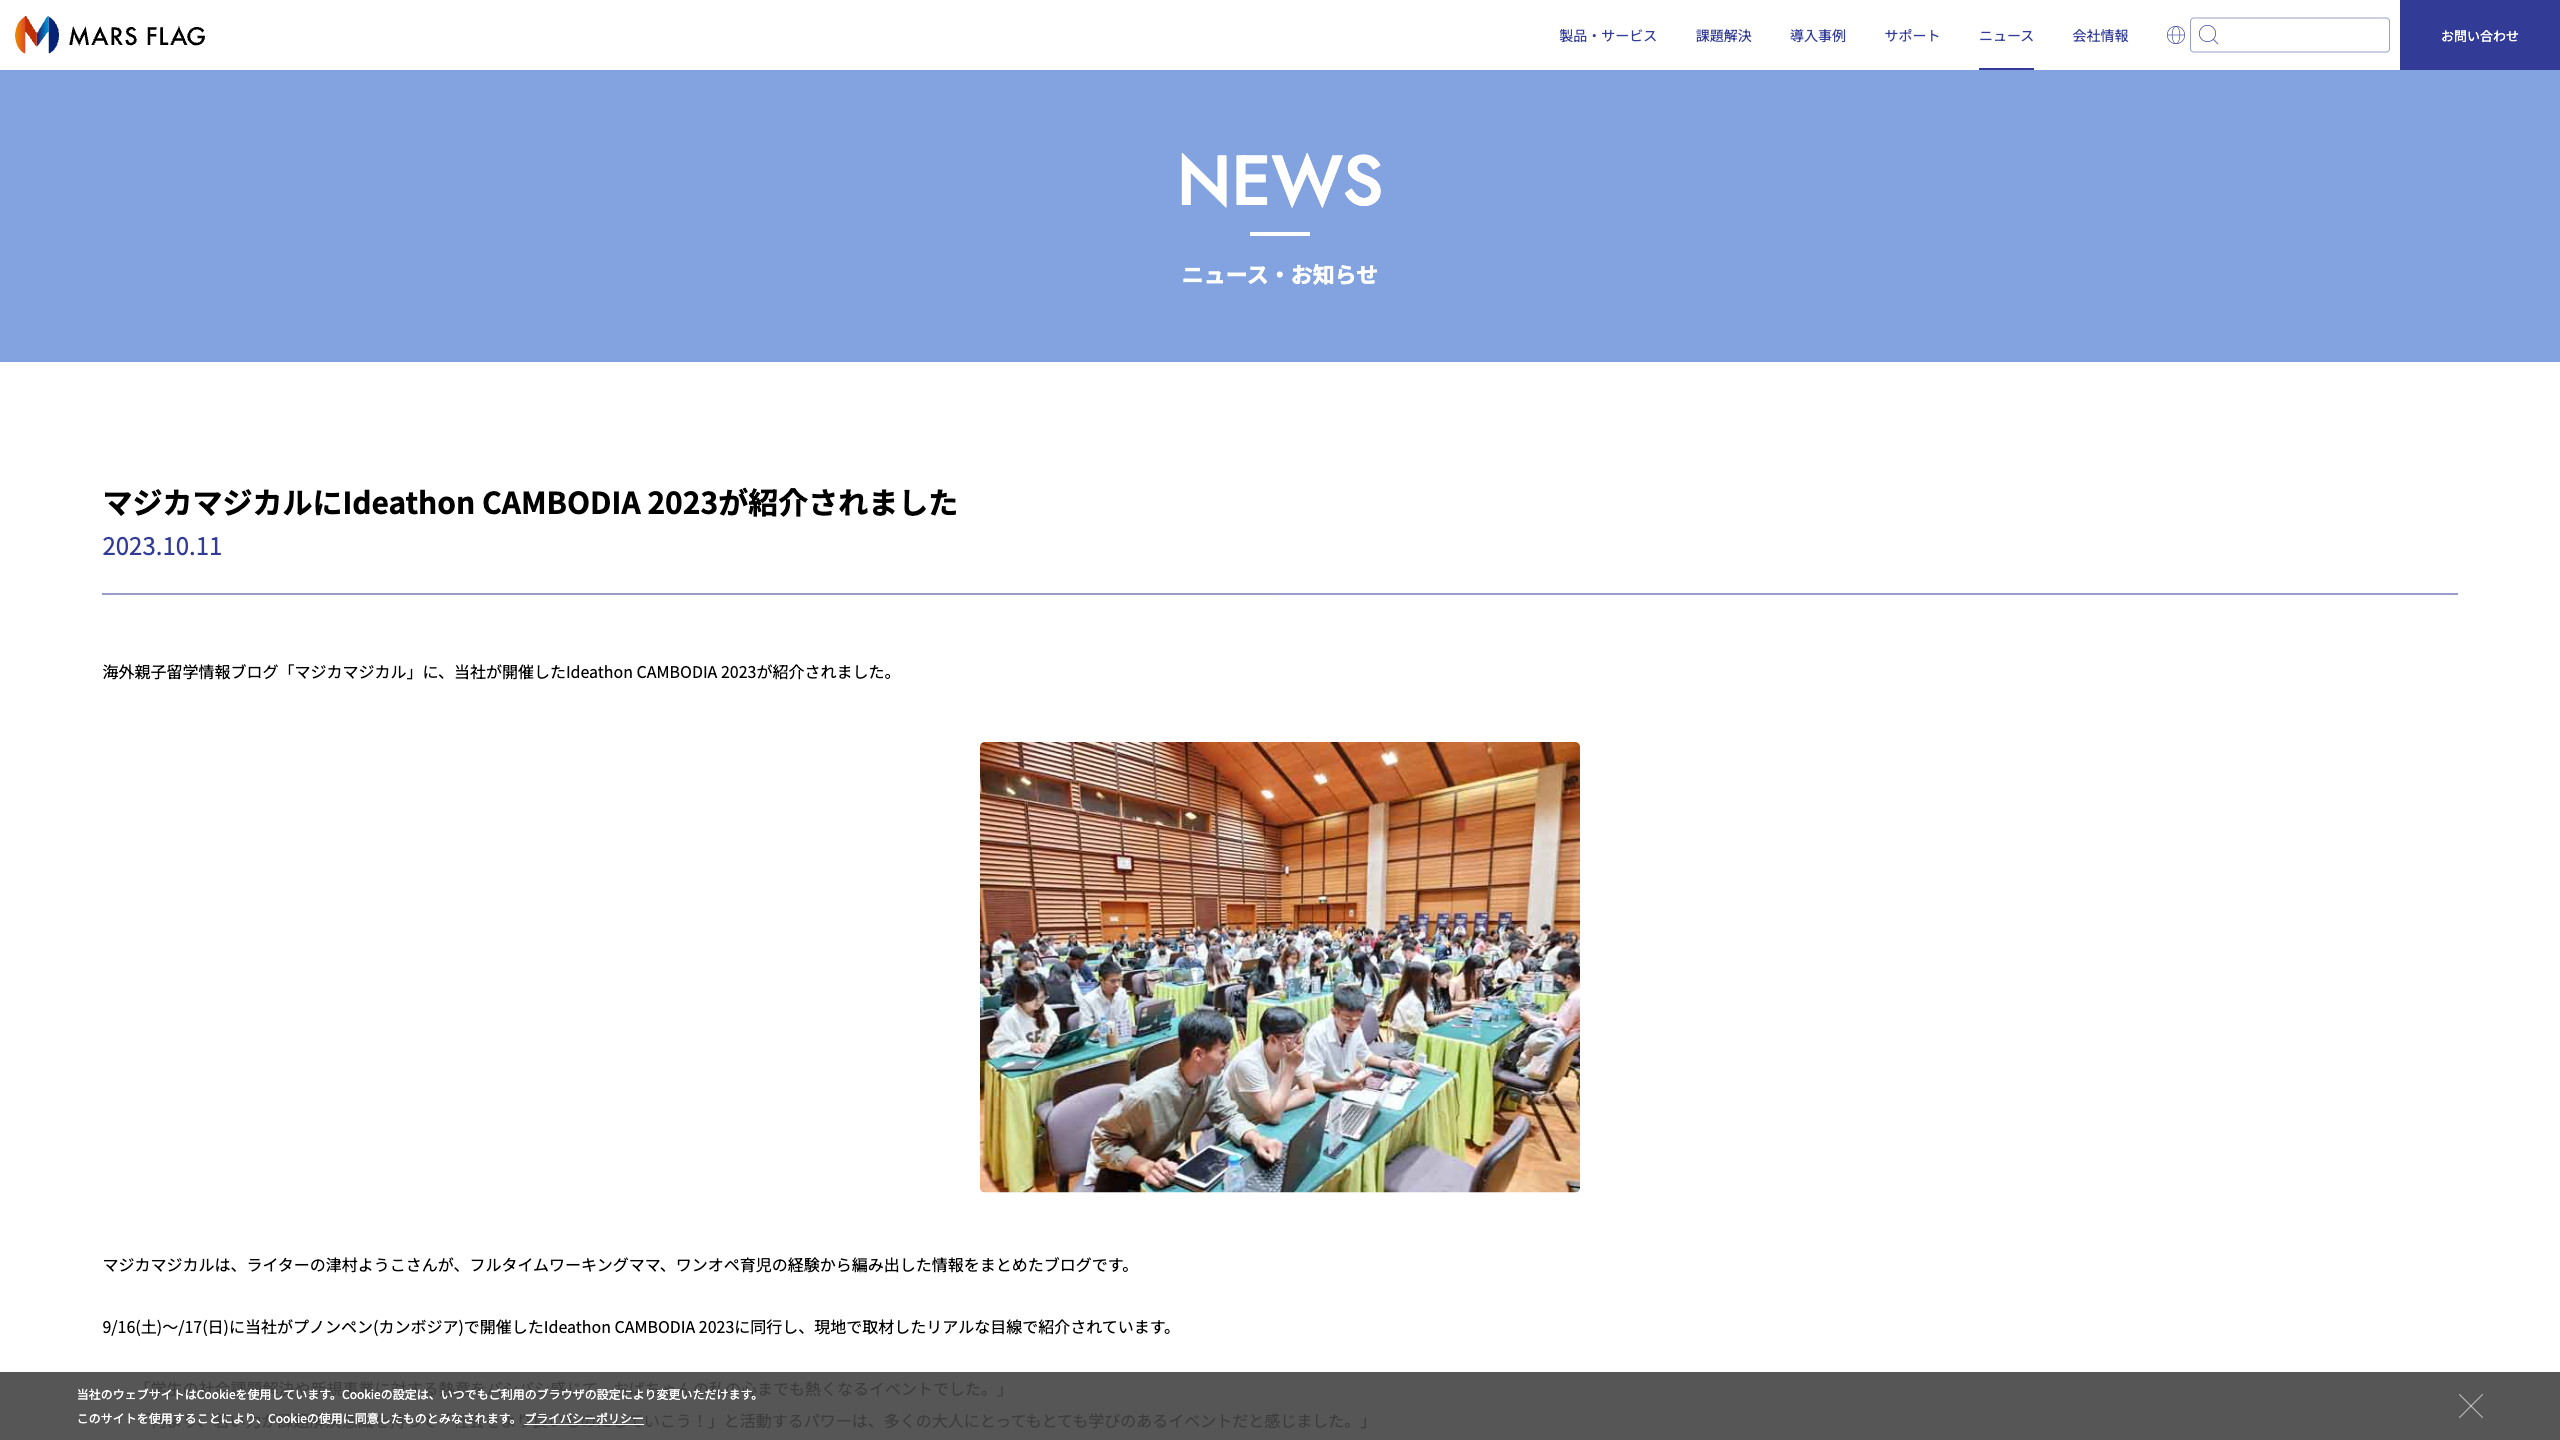 MARS FLAG
製品・サービス 課題解決 導入事例 サポート ニュース 会社情報 お問い合わせ
NEWS
ニュース・お知らせ
マジカマジカルにIdeathon CAMBODIA 2023が紹介されました
2023.10.11
海外親子留学情報ブログ「マジカマジカル」に、当社が開催したIdeathon CAMBODIA 2023が紹介されました。
マジカマジカルは、ライターの津村ようこさんが、フルタイムワーキングママ、ワンオペ育児の経験から編み出した情報をまとめたブログです。
9/16(土)〜/17(日)に当社がプノンペン(カンボジア)で開催したIdeathon CAMBODIA 2023に同行し、現地で取材したリアルな目線で紹介されています。
までも熱くなるイベントでした。」
当社のウェブサイトはCookieを使用しています。Cookieの設定は、いつでもご利用のブラウザの設定により変更いただけます。
このサイトを使用することにより、Cookieの使用に同意したものとみなされます。プライバシーポリシー
いこう！」と活動するパワーは、多くの大人にとってもとても学びのあるイベントだと感じました。」